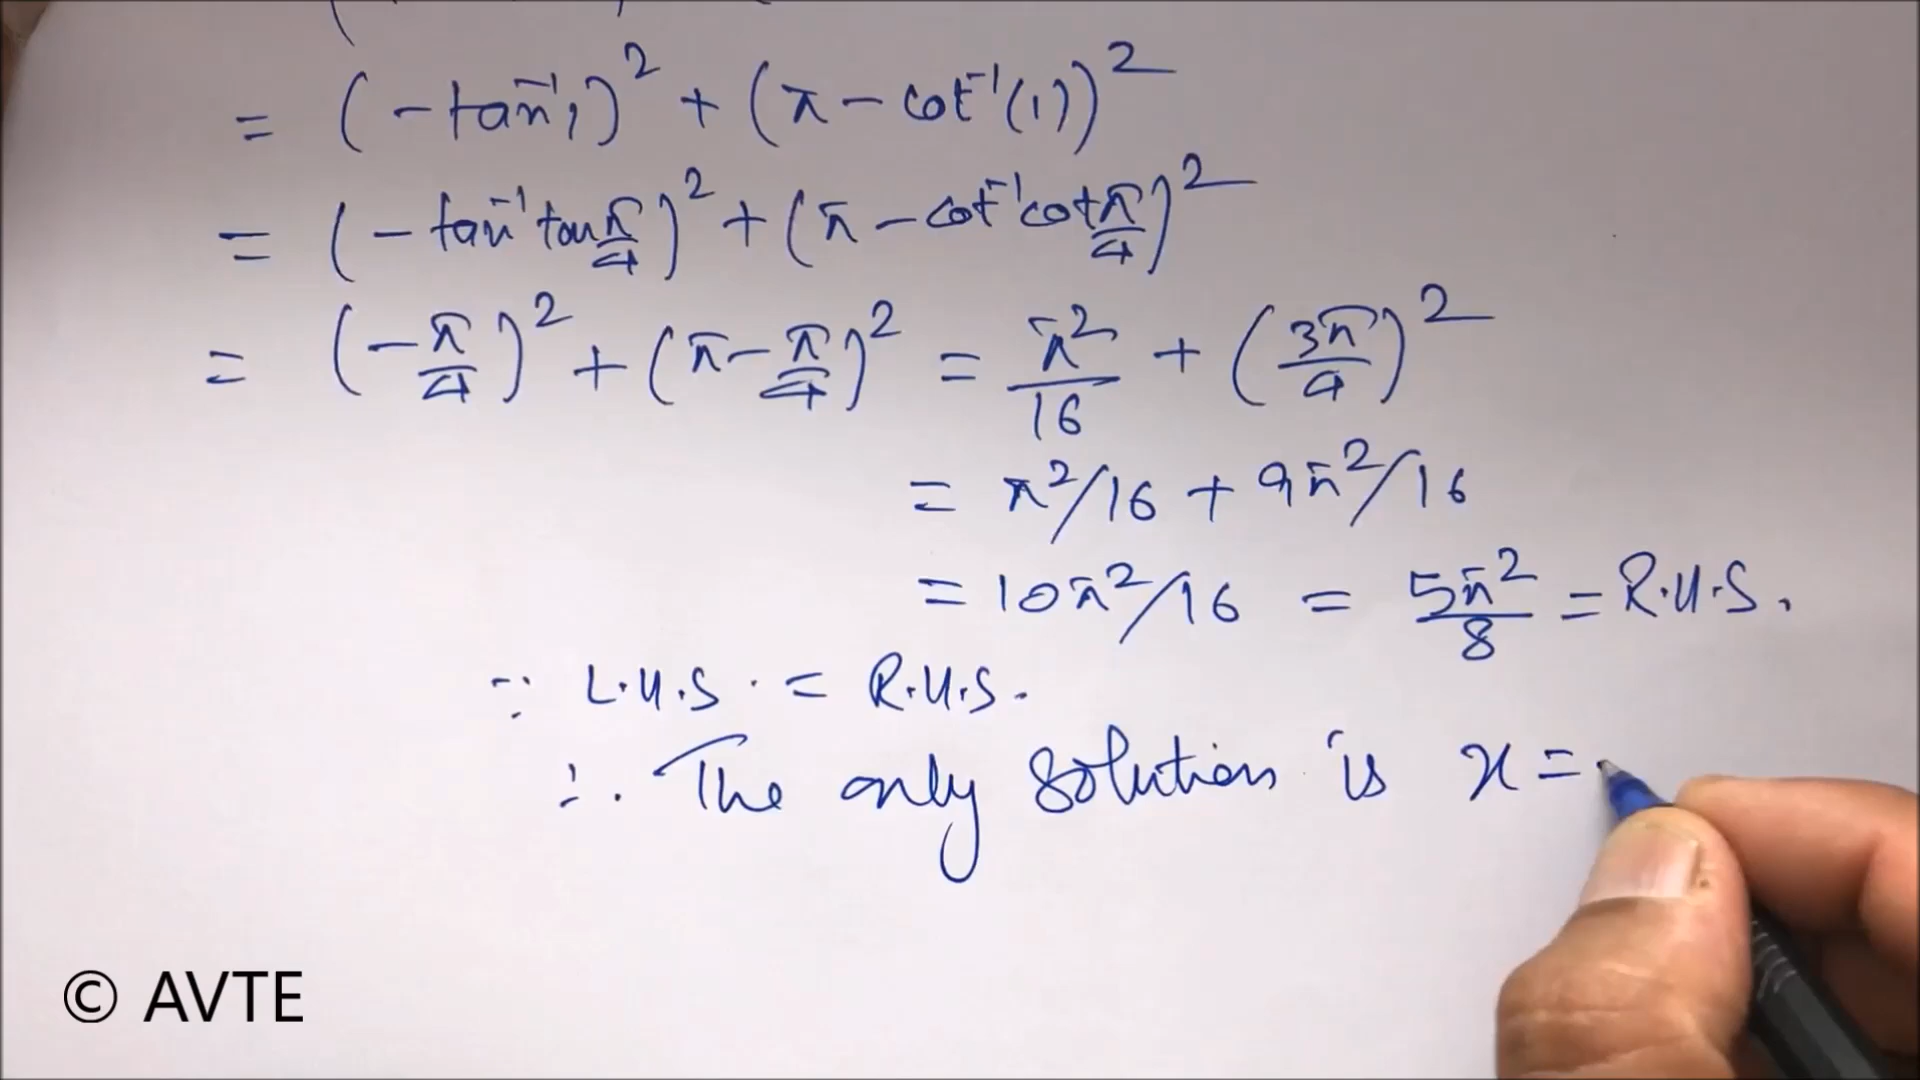 = (-tan⁻¹1)² + (π - cot⁻¹(1))²
= (-tan⁻¹tan π/4)² + (π - cot⁻¹cot π/4)²
= (-π/4)² + (π - π/4)² = π²/16 + (3π/4)²
= π²/16 + 9π²/16
= 10π²/16 = 5π²/8 = R.H.S.
∵ L.H.S. = R.H.S.
∴ The only solution is x =
© AVTE